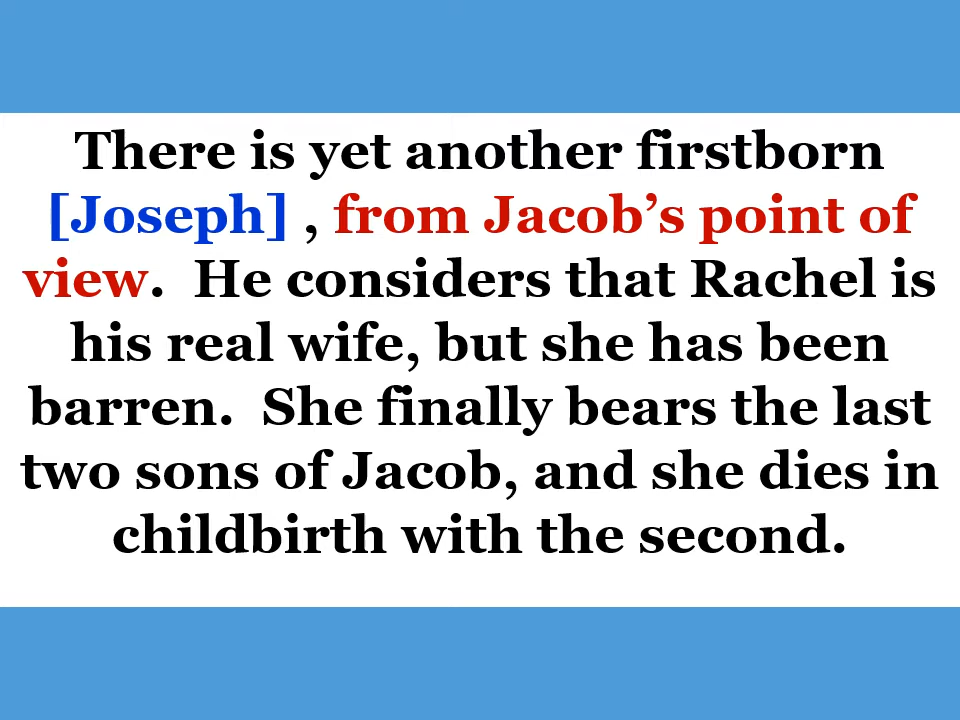 There is yet another firstborn
[Joseph] , from Jacob’s point of
view.  He considers that Rachel is
his real wife, but she has been
barren.  She finally bears the last
two sons of Jacob, and she dies in
childbirth with the second.